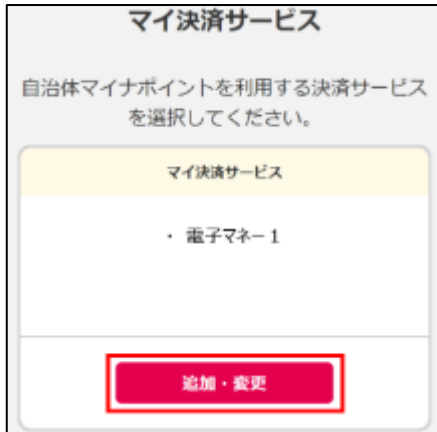 マイ決済サービス
自治体マイナポイントを利用する決済サービス
を選択してください。
マイ決済サービス
・ 電子マネー１
追加・変更